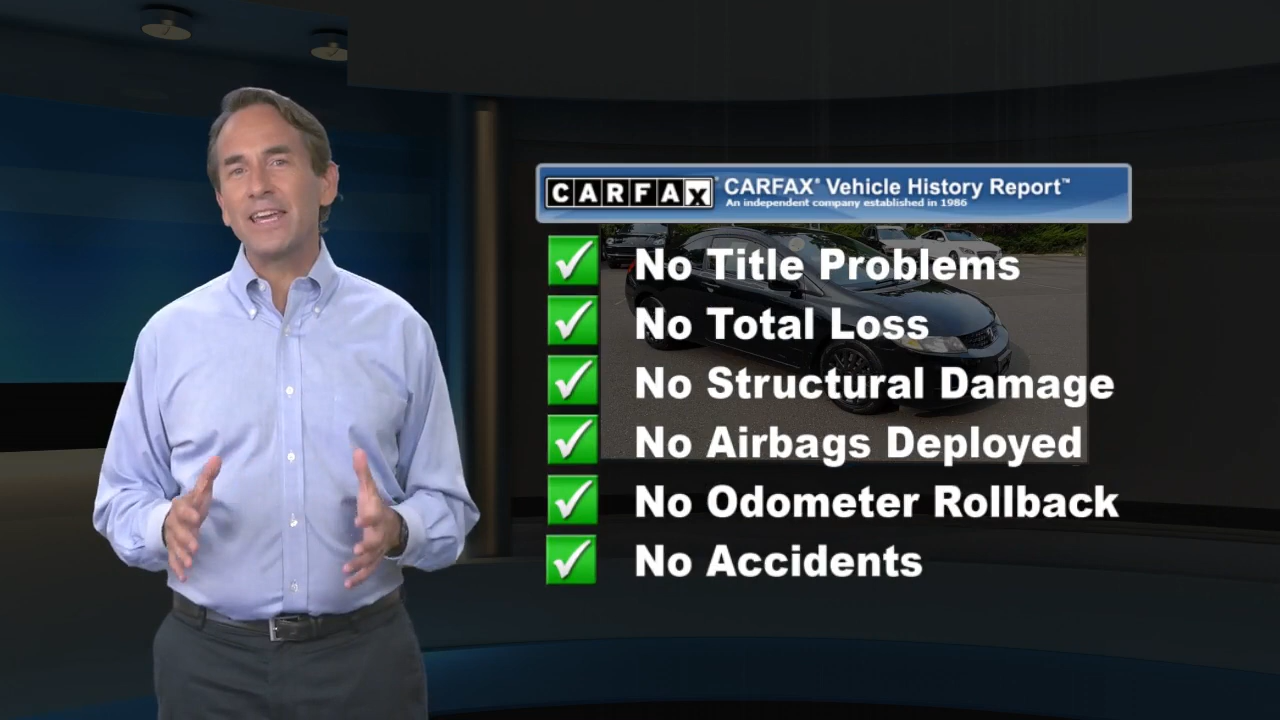 CARFAX® CARFAX® Vehicle History Report™
An independent company established in 1986
No Title Problems
No Total Loss
No Structural Damage
No Airbags Deployed
No Odometer Rollback
No Accidents